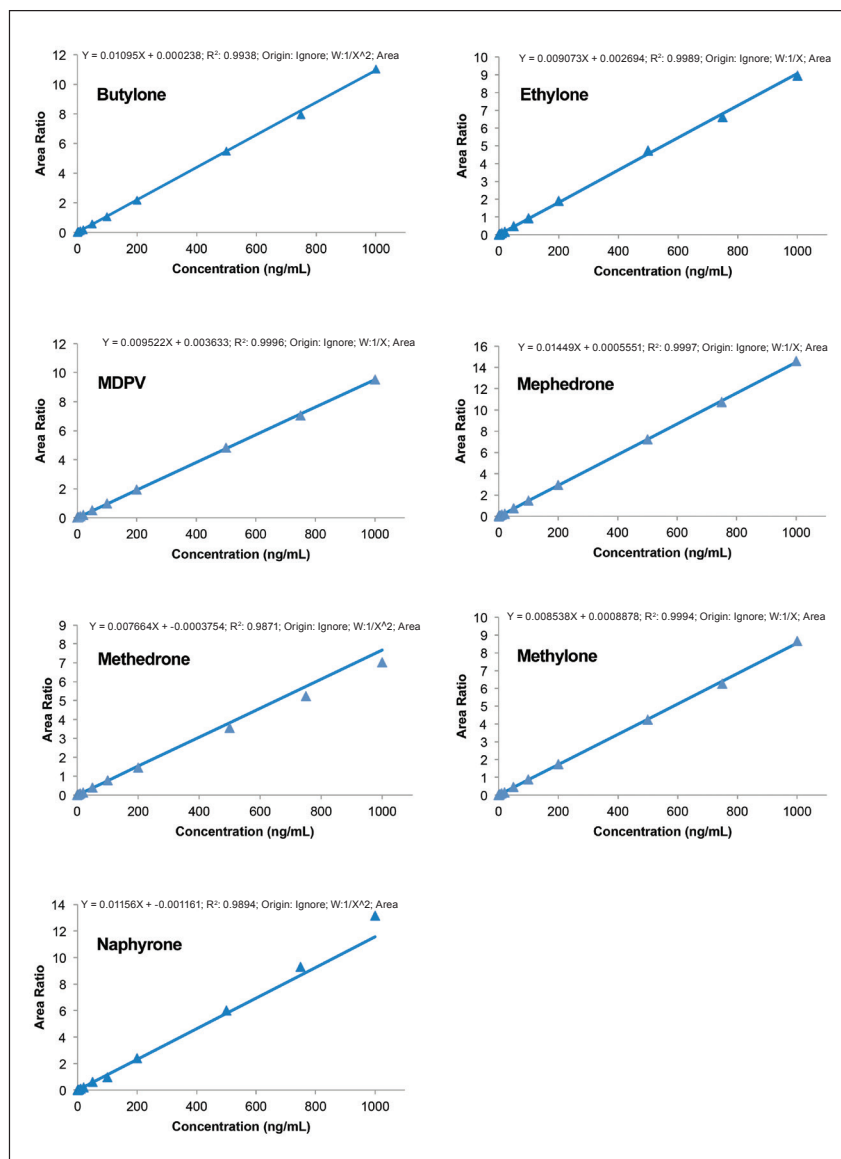 Y = 0.01095X + 0.000238; R²: 0.9938; Origin: Ignore; W:1/X^2; Area
Butylone
Area Ratio
12
10
8
6
4
2
0
0 200 400 600 800 1000
Concentration (ng/mL)
Y = 0.009073X + 0.002694; R²: 0.9989; Origin: Ignore; W:1/X; Area
Ethylone
Area Ratio
10
9
8
7
6
5
4
3
2
1
0
0 200 400 600 800 1000
Concentration (ng/mL)
Y = 0.009522X + 0.003633; R²: 0.9996; Origin: Ignore; W:1/X; Area
MDPV
Area Ratio
12
10
8
6
4
2
0
0 200 400 600 800 1000
Concentration (ng/mL)
Y = 0.01449X + 0.0005551; R²: 0.9997; Origin: Ignore; W:1/X; Area
Mephedrone
Area Ratio
16
14
12
10
8
6
4
2
0
0 200 400 600 800 1000
Concentration (ng/mL)
Y = 0.007664X + -0.0003754; R²: 0.9871; Origin: Ignore; W:1/X^2; Area
Methedrone
Area Ratio
9
8
7
6
5
4
3
2
1
0
0 200 400 600 800 1000
Concentration (ng/mL)
Y = 0.008538X + 0.0008878; R²: 0.9994; Origin: Ignore; W:1/X; Area
Methylone
Area Ratio
10
9
8
7
6
5
4
3
2
1
0
0 200 400 600 800 1000
Concentration (ng/mL)
Y = 0.01156X + -0.001161; R²: 0.9894; Origin: Ignore; W:1/X^2; Area
Naphyrone
Area Ratio
14
12
10
8
6
4
2
0
0 200 400 600 800 1000
Concentration (ng/mL)